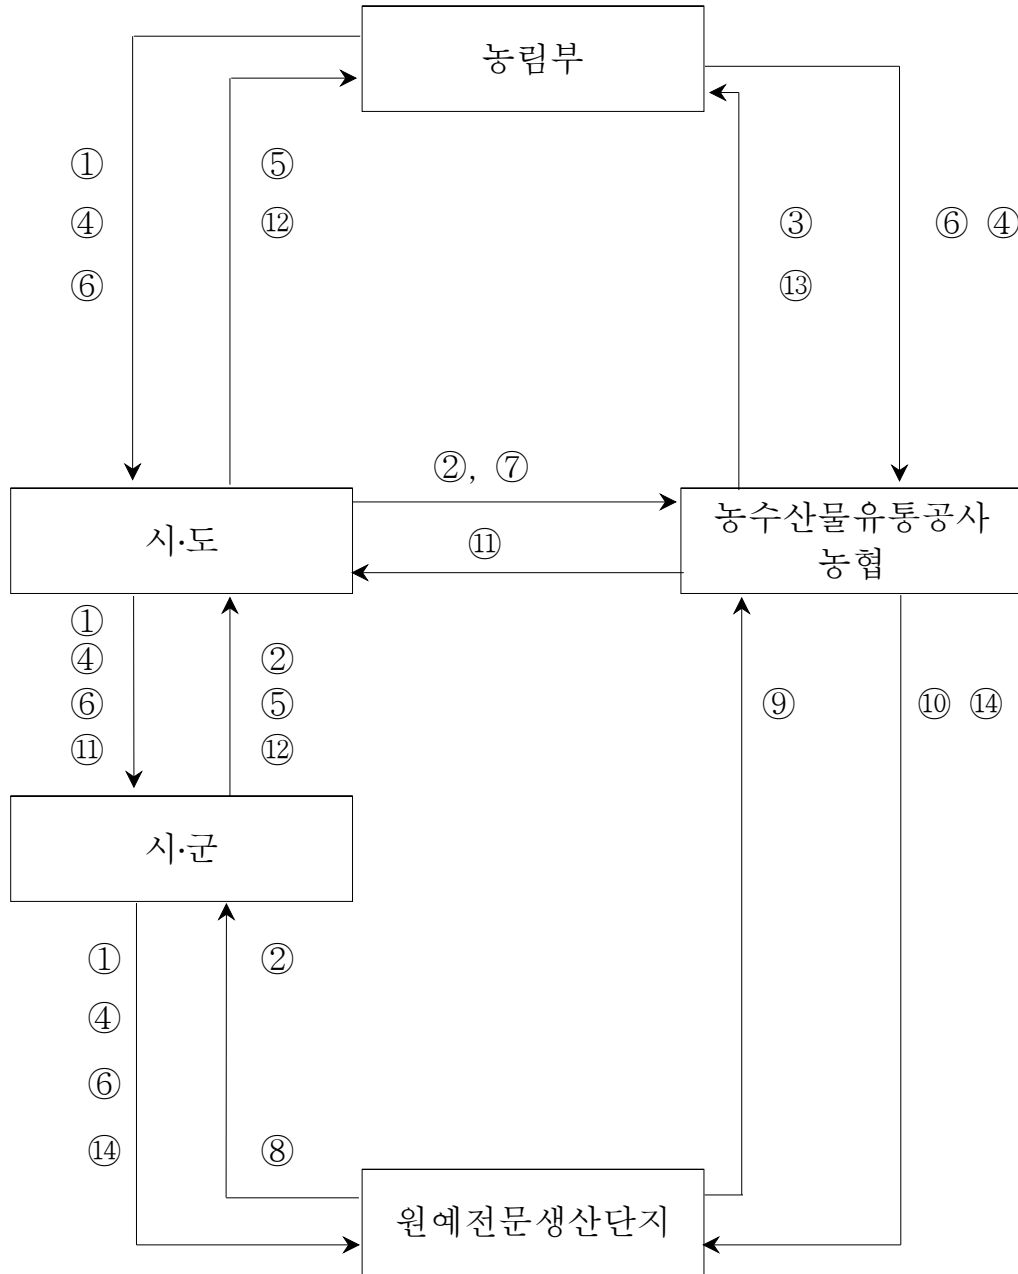 농림부
① ⑤
④ ⑫ ③ ⑥ ④
⑥ ⑬
②, ⑦
시·도 ⑪ 농수산물유통공사
농협
①
④ ②
⑥ ⑤ ⑨ ⑩ ⑭
⑪ ⑫
시·군
① ②
④
⑥
⑭ ⑧
원예전문생산단지